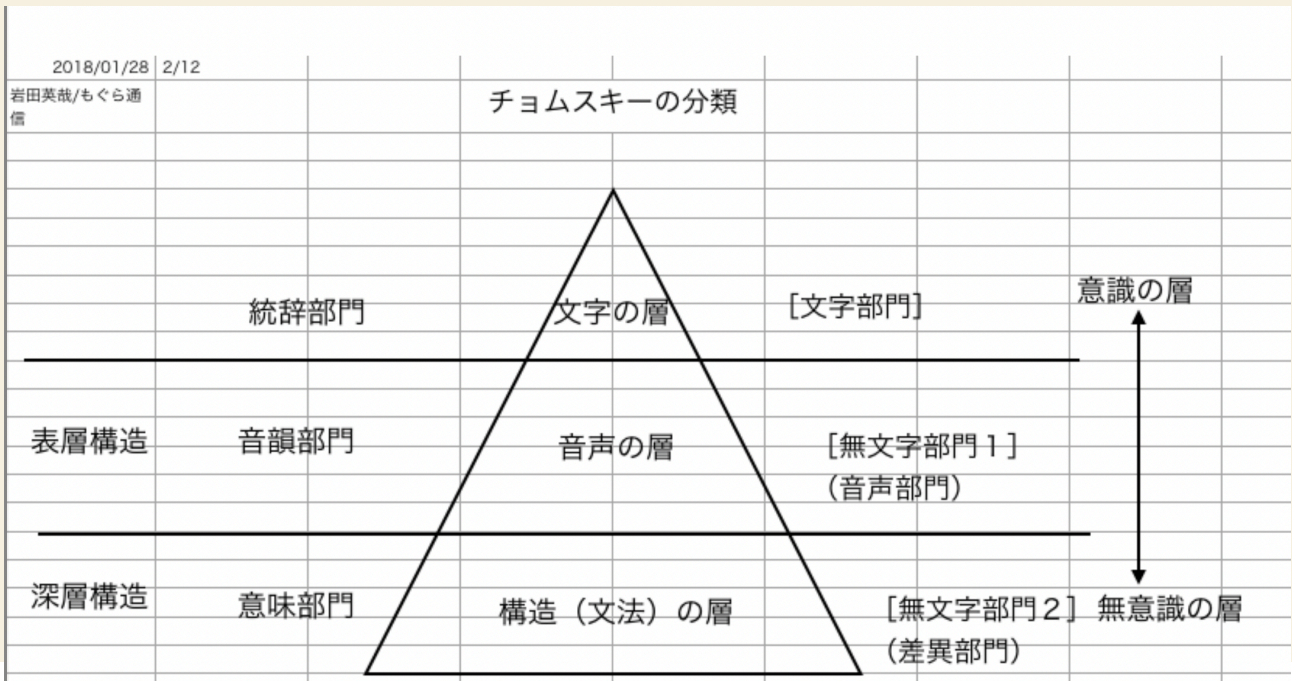 2018/01/28 2/12
岩田英哉/もぐら通
信
チョムスキーの分類
意識の層
統辞部門 文字の層 [文字部門]
表層構造 音韻部門 音声の層 [無文字部門1]
(音声部門)
深層構造 意味部門 構造(文法)の層 [無文字部門2] 無意識の層
(差異部門)